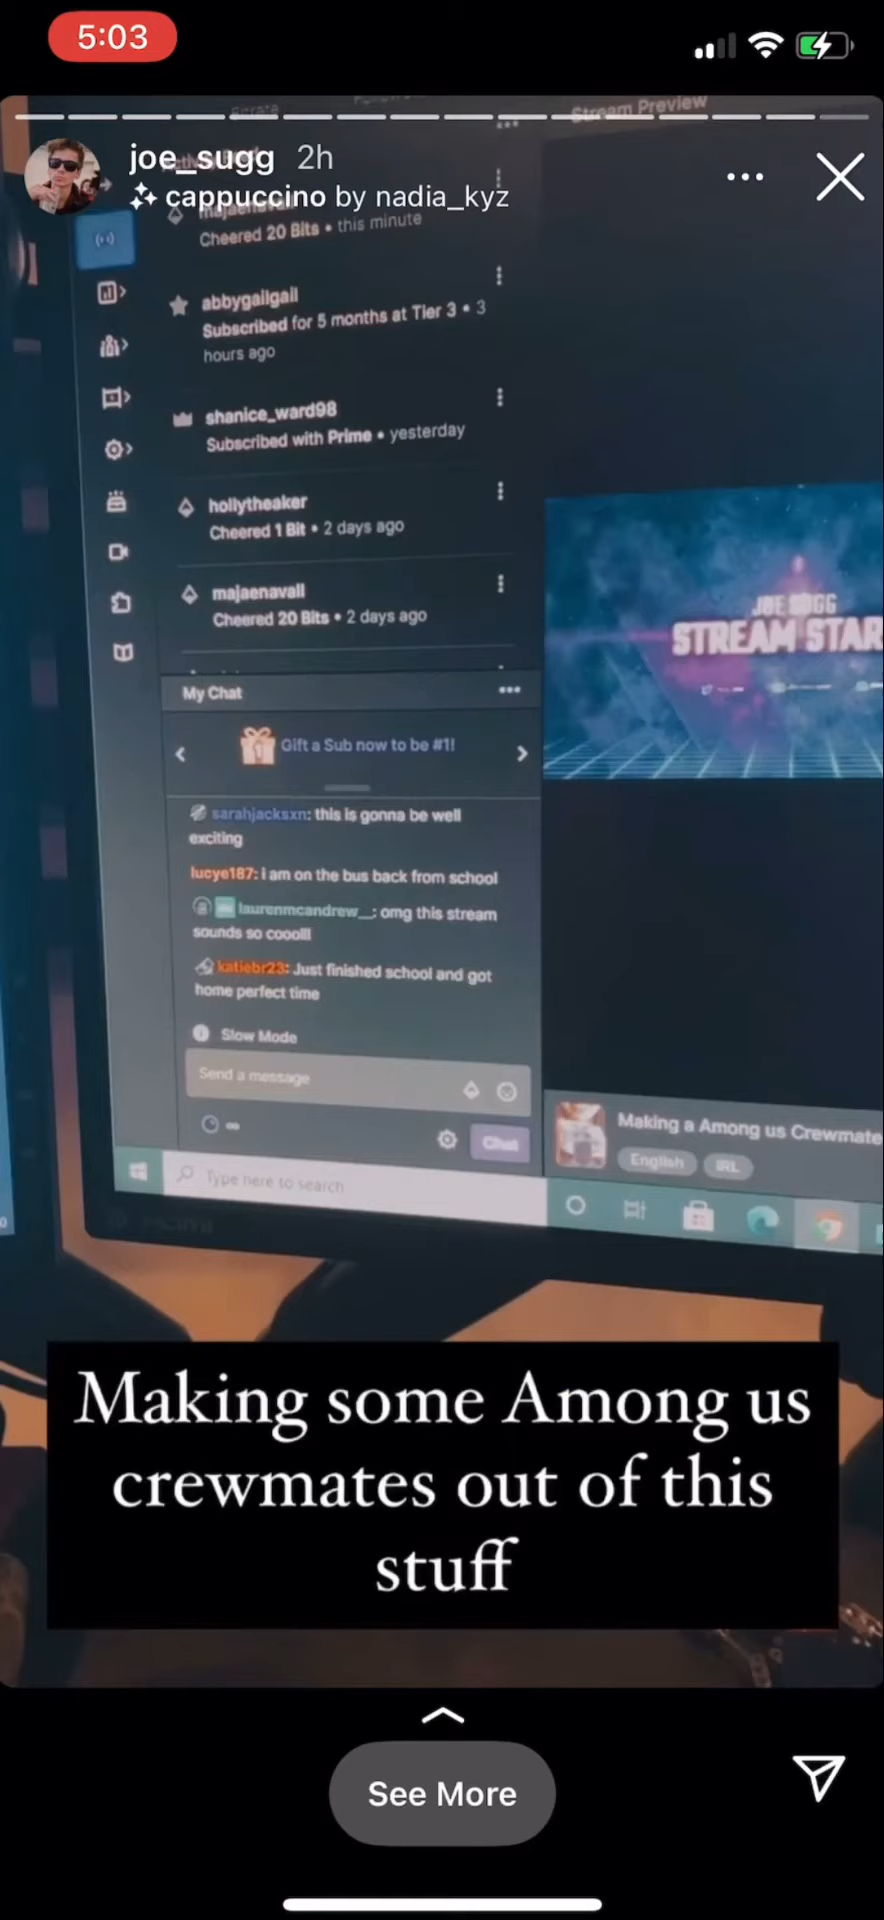 5:03
Stream Preview
joe_sugg 2h
cappuccino by nadia_kyz
Cheered 20 Bits • this minute
abbygailgail
Subscribed for 5 months at Tier 3 • 3
hours ago
shanice_ward98
Subscribed with Prime • yesterday
hollytheaker
Cheered 1 Bit • 2 days ago
majaenavall
Cheered 20 Bits • 2 days ago
JOE SUGG
STREAM STAR
My Chat
Gift a Sub now to be #1!
sarahjacksxn: this is gonna be well
exciting
lucye187: i am on the bus back from school
laurenmcandrew__: omg this stream
sounds so cooolll
katiebr23: Just finished school and got
home perfect time
Slow Mode
Send a message
Chat
Making a Among us Crewmate
English IRL
Type here to search
Making some Among us
crewmates out of this
stuff
See More